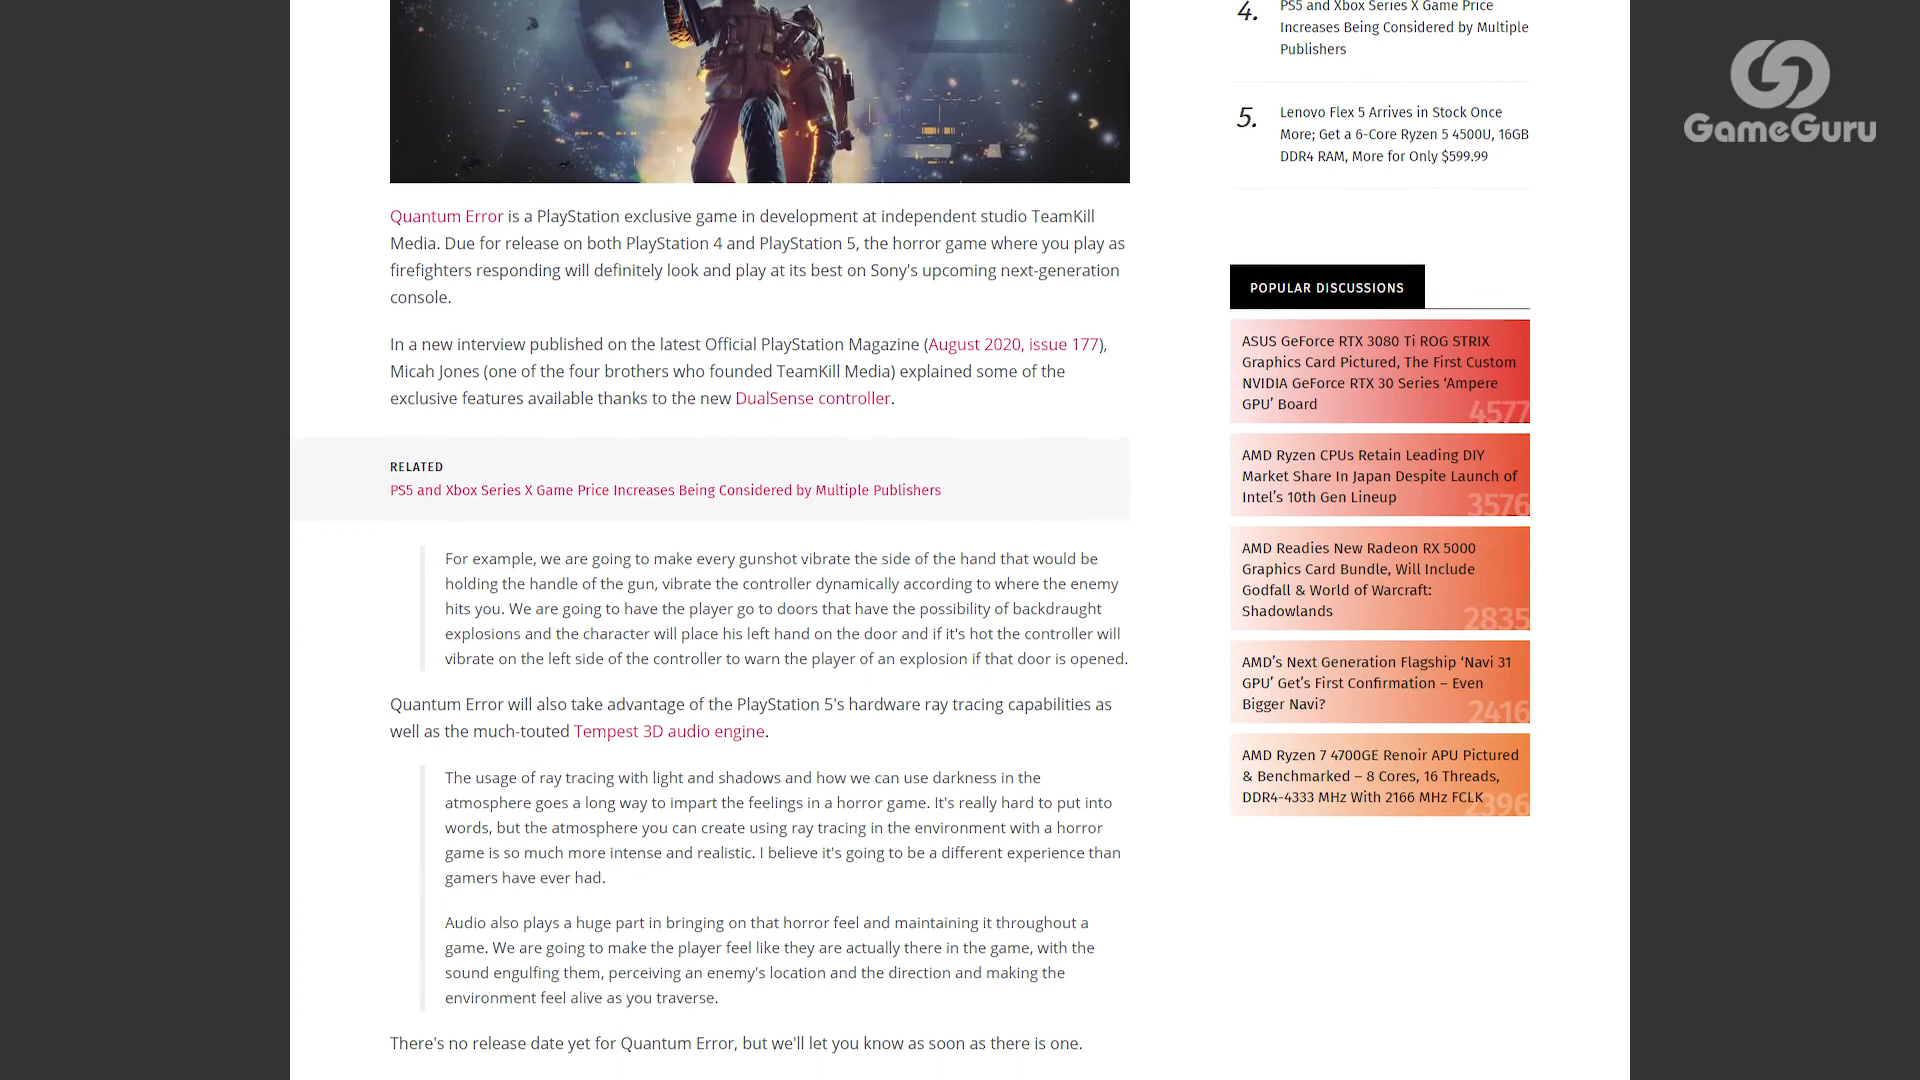 Quantum Error is a PlayStation exclusive game in development at independent studio TeamKill
Media. Due for release on both PlayStation 4 and PlayStation 5, the horror game where you play as
firefighters responding will definitely look and play at its best on Sony's upcoming next-generation
console.
In a new interview published on the latest Official PlayStation Magazine (August 2020, issue 177),
Micah Jones (one of the four brothers who founded TeamKill Media) explained some of the
exclusive features available thanks to the new DualSense controller.
RELATED
PS5 and Xbox Series X Game Price Increases Being Considered by Multiple Publishers
For example, we are going to make every gunshot vibrate the side of the hand that would be
holding the handle of the gun, vibrate the controller dynamically according to where the enemy
hits you. We are going to have the player go to doors that have the possibility of backdraught
explosions and the character will place his left hand on the door and if it's hot the controller will
vibrate on the left side of the controller to warn the player of an explosion if that door is opened.
Quantum Error will also take advantage of the PlayStation 5's hardware ray tracing capabilities as
well as the much-touted Tempest 3D audio engine.
The usage of ray tracing with light and shadows and how we can use darkness in the
atmosphere goes a long way to impart the feelings in a horror game. It's really hard to put into
words, but the atmosphere you can create using ray tracing in the environment with a horror
game is so much more intense and realistic. I believe it's going to be a different experience than
gamers have ever had.
Audio also plays a huge part in bringing on that horror feel and maintaining it throughout a
game. We are going to make the player feel like they are actually there in the game, with the
sound engulfing them, perceiving an enemy's location and the direction and making the
environment feel alive as you traverse.
There's no release date yet for Quantum Error, but we'll let you know as soon as there is one.
4. PS5 and Xbox Series X Game Price
Increases Being Considered by Multiple
Publishers
5. Lenovo Flex 5 Arrives in Stock Once
More; Get a 6-Core Ryzen 5 4500U, 16GB
DDR4 RAM, More for Only $599.99
POPULAR DISCUSSIONS
ASUS GeForce RTX 3080 Ti ROG STRIX
Graphics Card Pictured, The First Custom
NVIDIA GeForce RTX 30 Series ‘Ampere
GPU’ Board
4577
AMD Ryzen CPUs Retain Leading DIY
Market Share In Japan Despite Launch of
Intel’s 10th Gen Lineup
3576
AMD Readies New Radeon RX 5000
Graphics Card Bundle, Will Include
Godfall & World of Warcraft:
Shadowlands
2835
AMD’s Next Generation Flagship ‘Navi 31
GPU’ Get’s First Confirmation – Even
Bigger Navi?
2416
AMD Ryzen 7 4700GE Renoir APU Pictured
& Benchmarked – 8 Cores, 16 Threads,
DDR4-4333 MHz With 2166 MHz FCLK
2396
GameGuru